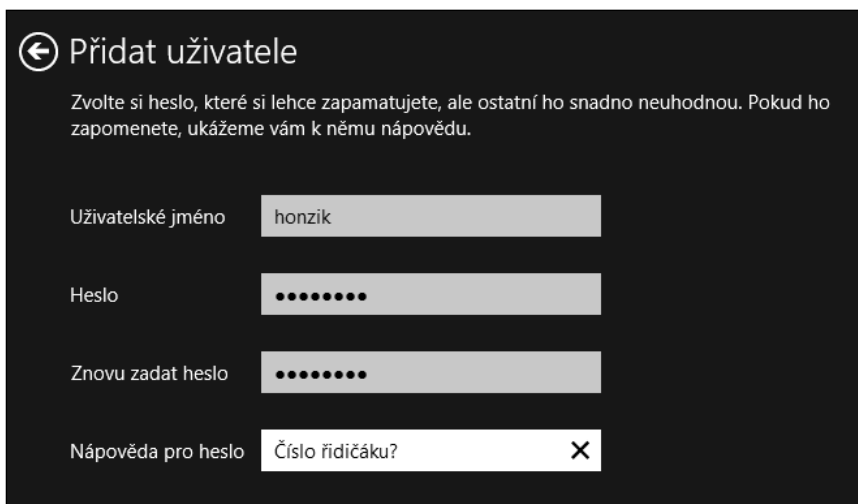 Přidat uživatele
Zvolte si heslo, které si lehce zapamatujete, ale ostatní ho snadno neuhodnou. Pokud ho
zapomenete, ukážeme vám k němu nápovědu.
Uživatelské jméno honzik
Heslo ●●●●●●●●
Znovu zadat heslo ●●●●●●●●
Nápověda pro heslo Číslo řidičáku?